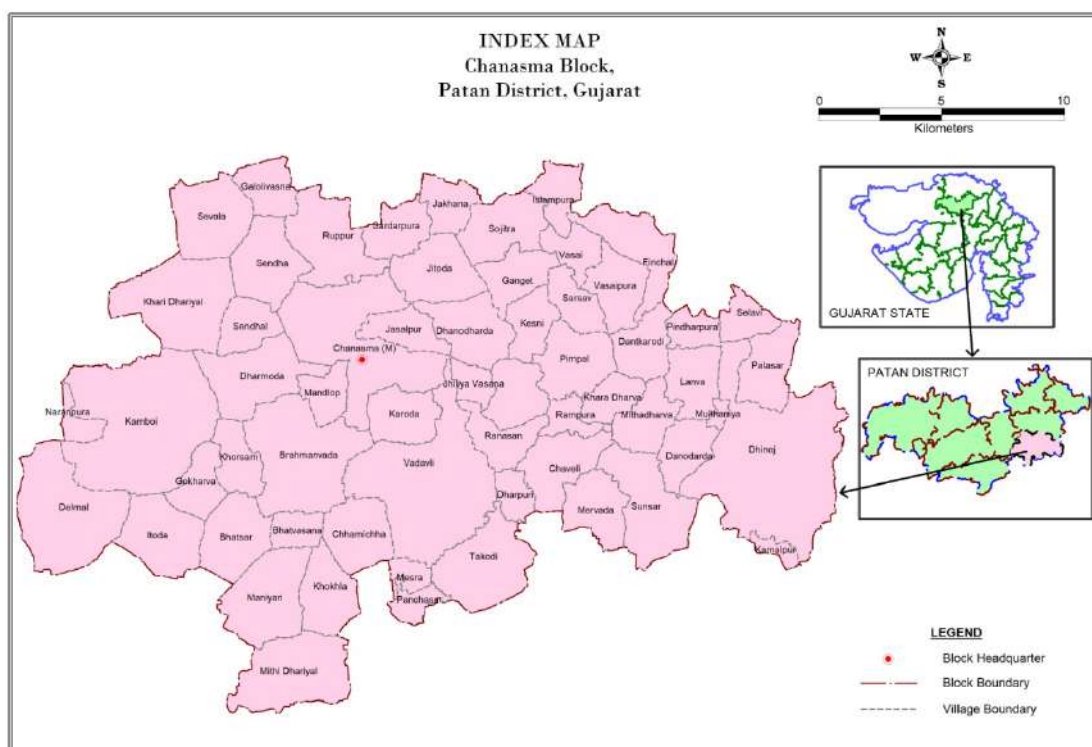 INDEX MAP
Chanasma Block,
Patan District, Gujarat
N
W E
S
0 5 10
Kilometers
Galolivasna
Sevala
Jakhana
Islampura
Ruppur
Santarpura
Sojitra
Sendha
Vasai
Jitoda
Ganget
Einchal
Vasaipura
Khari Dhariyal
Sarsav
Selavi
Sandhal
Jasalpur
Dhanodharda
Kesni
Pindharpura
Dantkarodi
Chanasma (M)
Pimpal
Palasar
Dharmoda
Mandlop
Jhiliya Vasana
Lanva
Khara Dharva
Naranpura
Kamboi
Karoda
Rampura
Mithadharva
Multhaniya
Ranasan
Dhinoj
Khorsam
Brahmanvada
Vadavli
Danodarda
Chaveli
Gokharva
Dharpuri
Delmal
Mervada
Sunsar
Itoda
Bhatsar
Bhatvasana
Chhamichha
Takodi
Kamalpur
Mesra
Khokhla
Maniyari
Panchasar
Mithi Dhariyal
GUJARAT STATE
PATAN DISTRICT
LEGEND
Block Headquarter
Block Boundary
Village Boundary